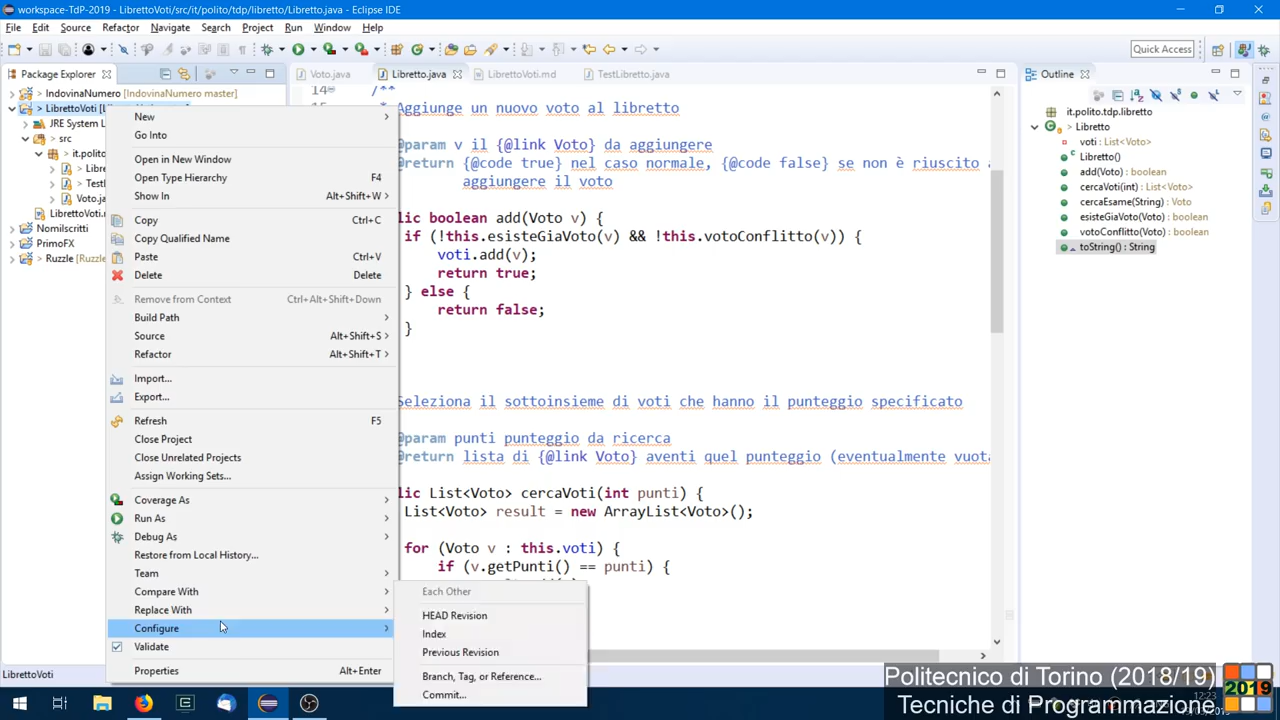 workspace-TdP-2019 - LibrettoVoti/src/it/polito/tdp/libretto/Libretto.java - Eclipse IDE
File Edit Source Refactor Navigate Search Project Run Window Help
Quick Access
Package Explorer
IndovinaNumero [IndovinaNumero master]
> LibrettoVoti
JRE System L
> src
> it.polito
> Libre
> TestL
> Voto.ja
LibrettoVoti.m
NomiIscritti
PrimoFX
> Ruzzle [Ruzzle
New
Go Into
Open in New Window
Open Type Hierarchy F4
Show In Alt+Shift+W
Copy Ctrl+C
Copy Qualified Name
Paste Ctrl+V
Delete Delete
Remove from Context Ctrl+Alt+Shift+Down
Build Path
Source Alt+Shift+S
Refactor Alt+Shift+T
Import...
Export...
Refresh F5
Close Project
Close Unrelated Projects
Assign Working Sets...
Coverage As
Run As
Debug As
Restore from Local History...
Team
Compare With
Replace With
Configure
Validate
Properties Alt+Enter
Each Other
HEAD Revision
Index
Previous Revision
Branch, Tag, or Reference...
Commit...
Voto.java Libretto.java LibrettoVoti.md TestLibretto.java
14 /**
15 * Aggiunge un nuovo voto al libretto
@param v il {@link Voto} da aggiungere
@return {@code true} nel caso normale, {@code false} se non è riuscito a
aggiungere il voto
lic boolean add(Voto v) {
if (!this.esisteGiaVoto(v) && !this.votoConflitto(v)) {
voti.add(v);
return true;
} else {
return false;
}
Seleziona il sottoinsieme di voti che hanno il punteggio specificato
@param punti punteggio da ricerca
@return lista di {@link Voto} aventi quel punteggio (eventualmente vuota
lic List<Voto> cercaVoti(int punti) {
List<Voto> result = new ArrayList<Voto>();
for (Voto v : this.voti) {
if (v.getPunti() == punti) {
Outline
it.polito.tdp.libretto
> Libretto
voti : List<Voto>
Libretto()
add(Voto) : boolean
cercaVoti(int) : List<Voto>
cercaEsame(String) : Voto
esisteGiaVoto(Voto) : boolean
votoConflitto(Voto) : boolean
toString() : String
LibrettoVoti
Politecnico di Torino (2018/19)
Tecniche di Programmazione
2019
12:23